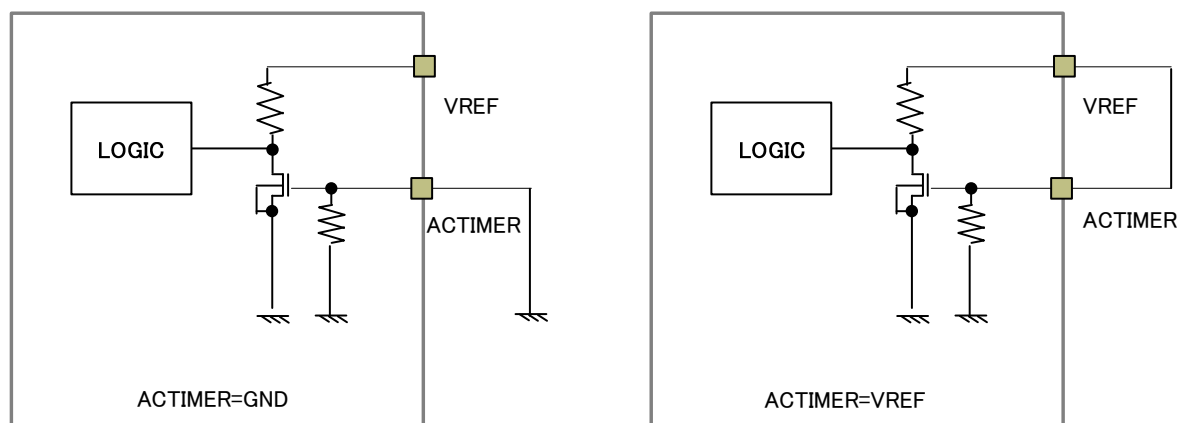 VREF
LOGIC
ACTIMER
ACTIMER=GND
VREF
LOGIC
ACTIMER
ACTIMER=VREF